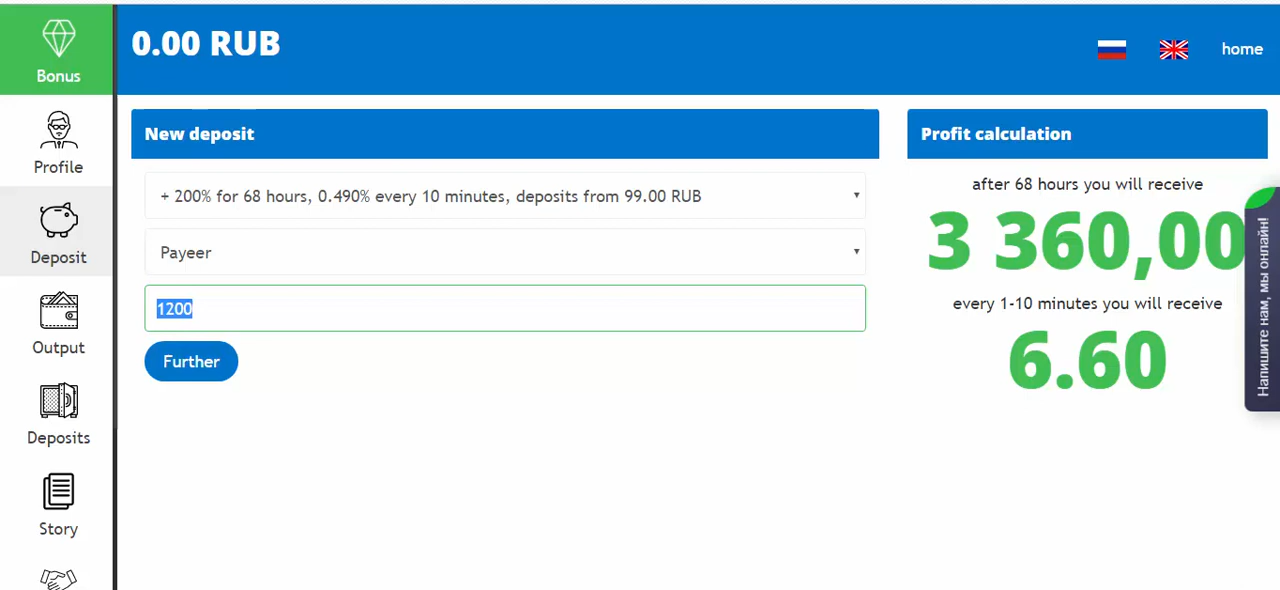 Bonus
0.00 RUB
home
Profile
Deposit
Output
Deposits
Story
New deposit
+ 200% for 68 hours, 0.490% every 10 minutes, deposits from 99.00 RUB
Payeer
1200
Further
Profit calculation
after 68 hours you will receive
3 360,00
every 1-10 minutes you will receive
6.60
Напишите нам, мы онлайн!